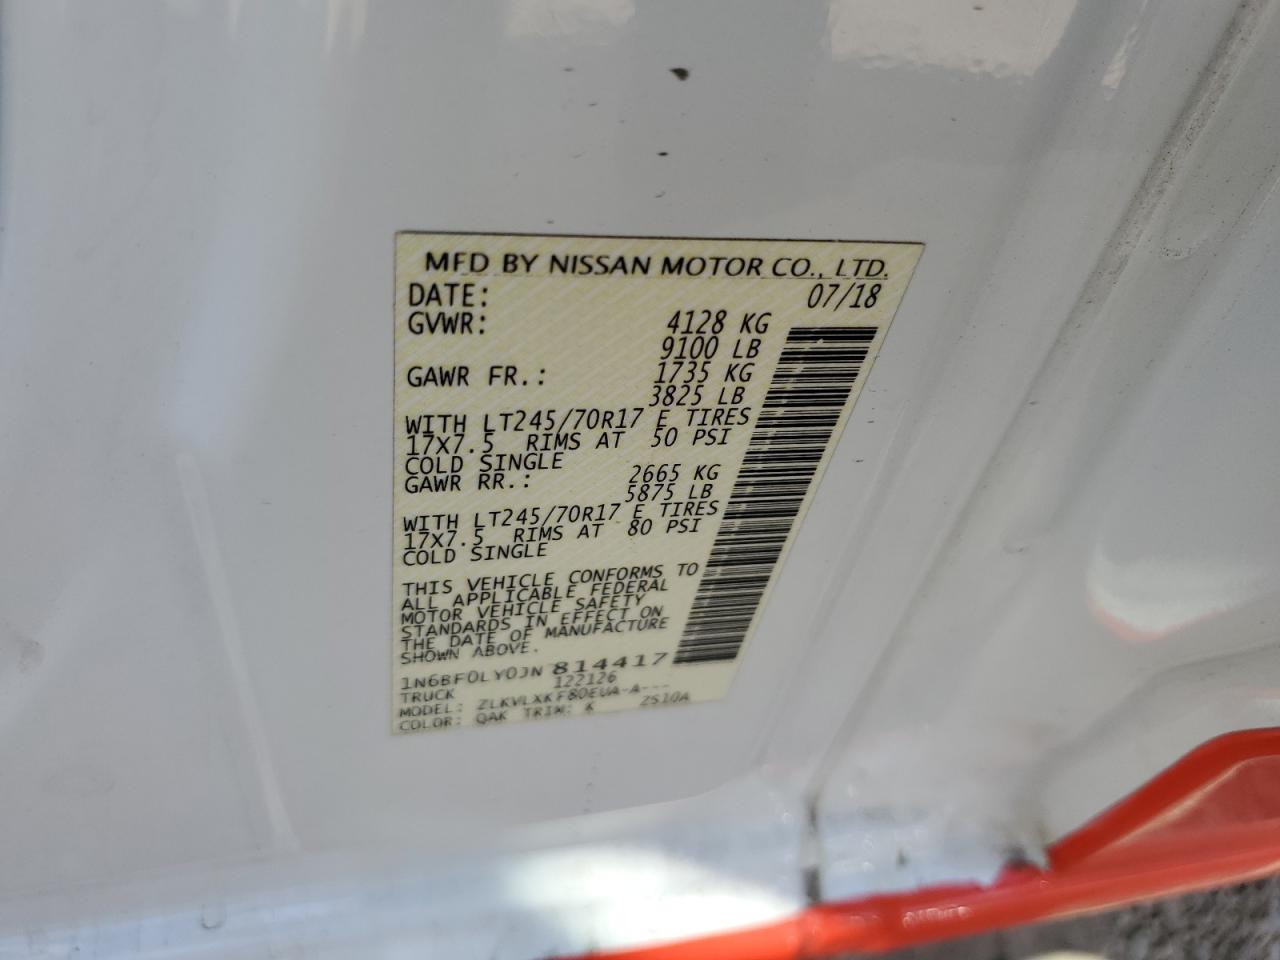 MFD BY NISSAN MOTOR CO., LTD.
DATE: 07/18
GVWR: 4128 KG
9100 LB
GAWR FR.: 1735 KG
3825 LB
WITH LT245/70R17 E TIRES
17X7.5 RIMS AT 50 PSI
COLD SINGLE
GAWR RR.: 2665 KG
5875 LB
WITH LT245/70R17 E TIRES
17X7.5 RIMS AT 80 PSI
COLD SINGLE
THIS VEHICLE CONFORMS TO
ALL APPLICABLE FEDERAL
MOTOR VEHICLE SAFETY
STANDARDS IN EFFECT ON
THE DATE OF MANUFACTURE
SHOWN ABOVE.
1N6BF0LY0JN814417
TRUCK 122126
MODEL: ZLKVLXKF80EUA-A---
COLOR: QAK TRIM: K ZS10A